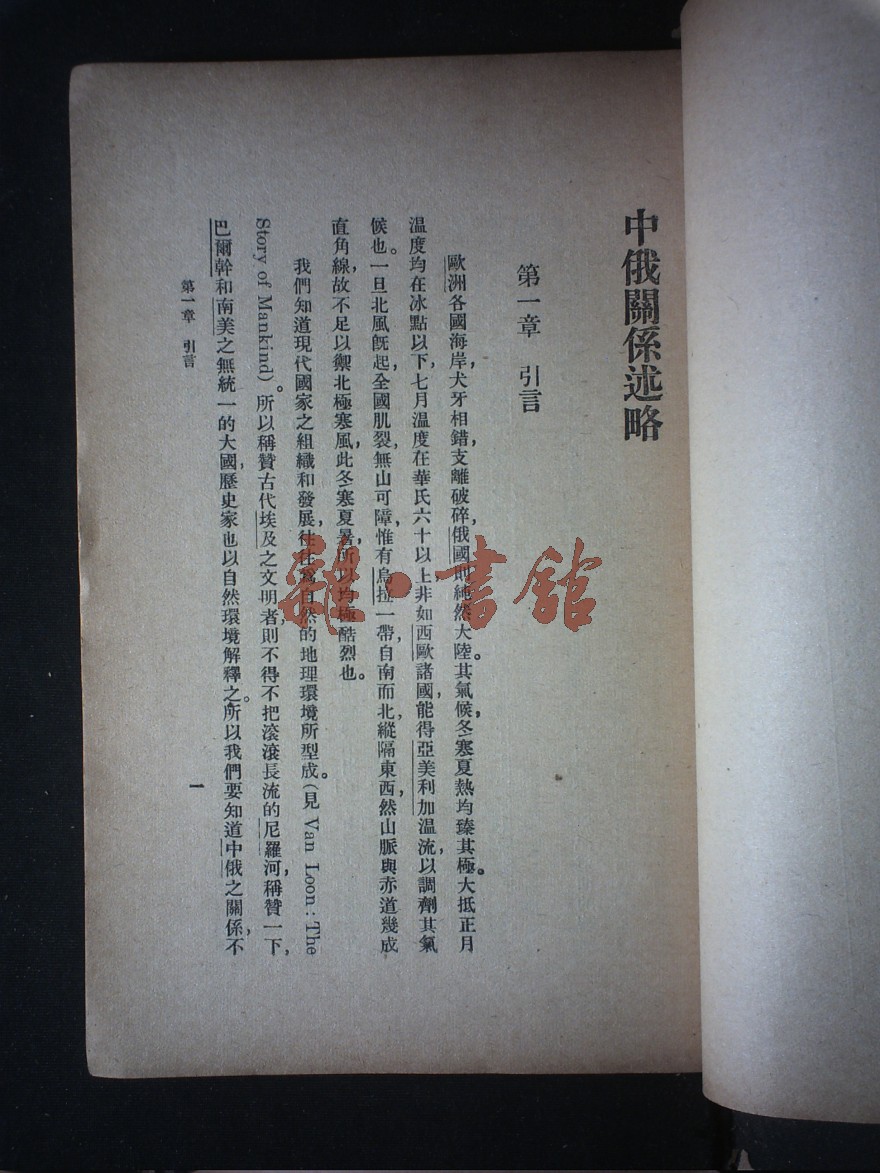 中俄關係述略
第一章 引言
歐洲各國海岸,犬牙相錯,支離破碎,俄國則純然大陸。其氣候,冬寒夏熱,均臻其極。大抵正月
溫度均在冰點以下,七月溫度在華氏六十以上,非如西歐諸國,能得亞美利加溫流,以調劑其氣
候也。一旦北風旣起,全國肌裂,無山可障,惟有烏拉一帶,自南而北,縱隔東西,然山脈與赤道幾成
直角線,故不足以禦北極寒風,此冬寒夏暑,所以均極酷烈也。
我們知道現代國家之組織和發展,往往爲自然的地理環境所型成。(見 Van Loon: The
Story of Mankind)。所以稱贊古代埃及之文明者,則不得不把滚滚長流的尼羅河,稱贊一下,
巴爾幹和南美之無統一的大國,歷史家也以自然環境解釋之。所以我們要知道中俄之關係,不
第一章 引言
一
雜·書館